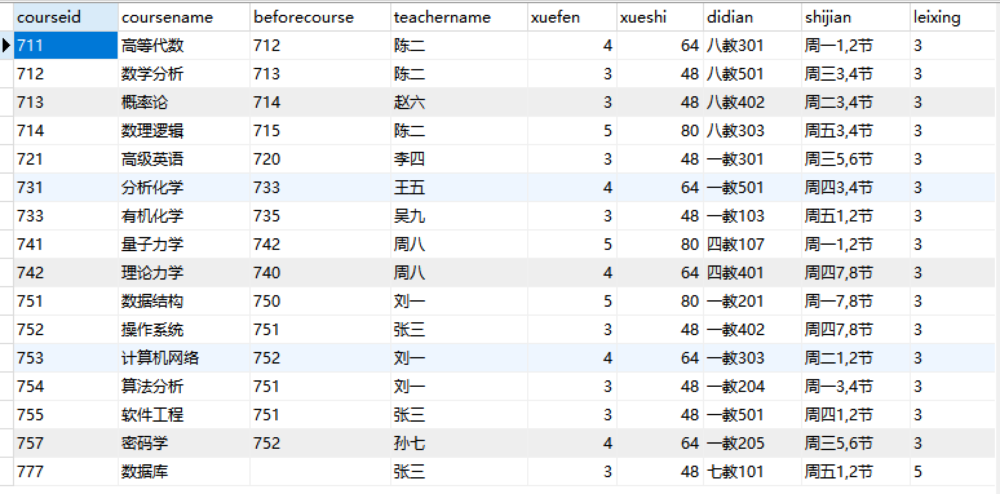 courseid coursename beforecourse teachername xuefen xueshi didian shijian leixing
711 高等代数 712 陈二 4 64 八教301 周一1,2节 3
712 数学分析 713 陈二 3 48 八教501 周三3,4节 3
713 概率论 714 赵六 3 48 八教402 周二3,4节 3
714 数理逻辑 715 陈二 5 80 八教303 周五3,4节 3
721 高级英语 720 李四 3 48 一教301 周三5,6节 3
731 分析化学 733 王五 4 64 一教501 周四3,4节 3
733 有机化学 735 吴九 3 48 一教103 周五1,2节 3
741 量子力学 742 周八 5 80 四教107 周一1,2节 3
742 理论力学 740 周八 4 64 四教401 周四7,8节 3
751 数据结构 750 刘一 5 80 一教201 周一7,8节 3
752 操作系统 751 张三 3 48 一教402 周四7,8节 3
753 计算机网络 752 刘一 4 64 一教303 周二1,2节 3
754 算法分析 751 刘一 3 48 一教204 周一3,4节 3
755 软件工程 751 张三 3 48 一教501 周四1,2节 3
757 密码学 752 孙七 4 64 一教205 周三5,6节 3
777 数据库 张三 3 48 七教101 周五1,2节 5